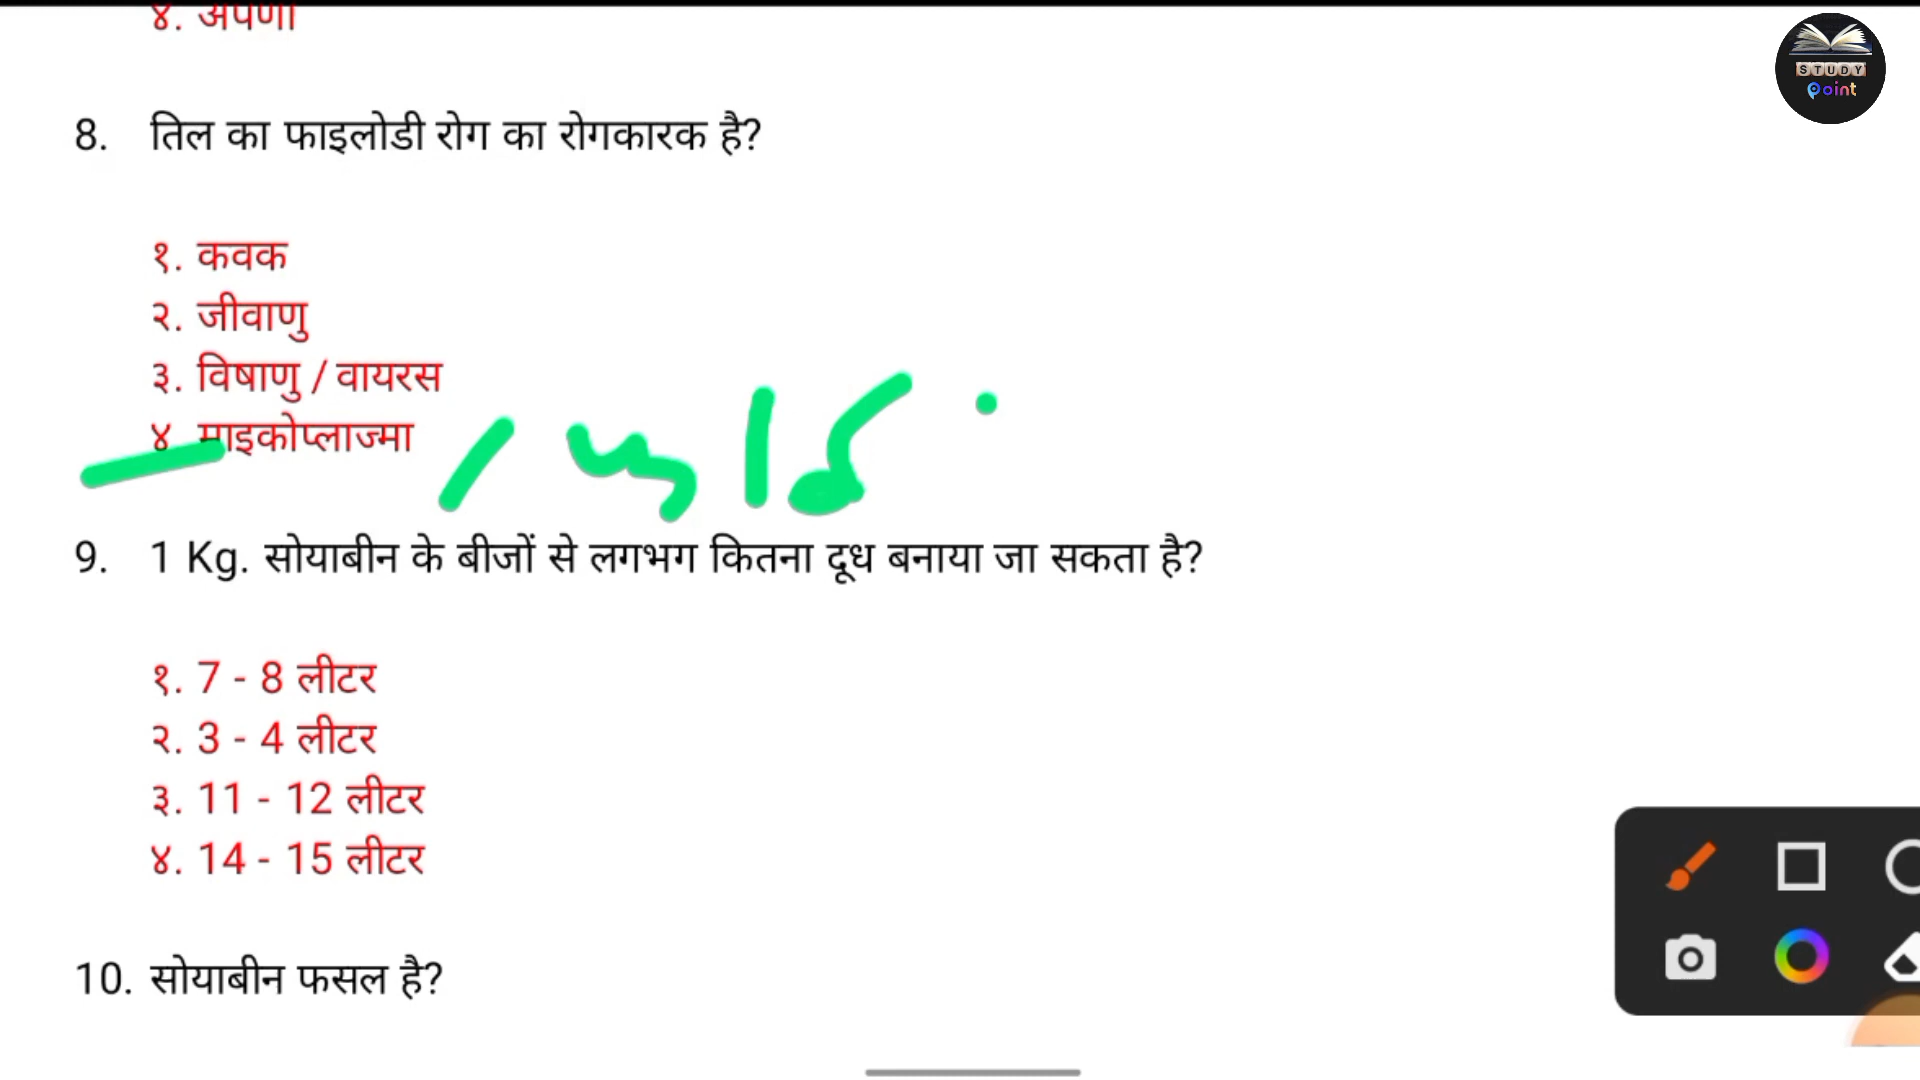 ४. अपर्णा
STUDY
Point
8. तिल का फाइलोडी रोग का रोगकारक है?
१. कवक
२. जीवाणु
३. विषाणु / वायरस
४. माइकोप्लाज्मा
9. 1 Kg. सोयाबीन के बीजों से लगभग कितना दूध बनाया जा सकता है?
१. 7 - 8 लीटर
२. 3 - 4 लीटर
३. 11 - 12 लीटर
४. 14 - 15 लीटर
10. सोयाबीन फसल है?